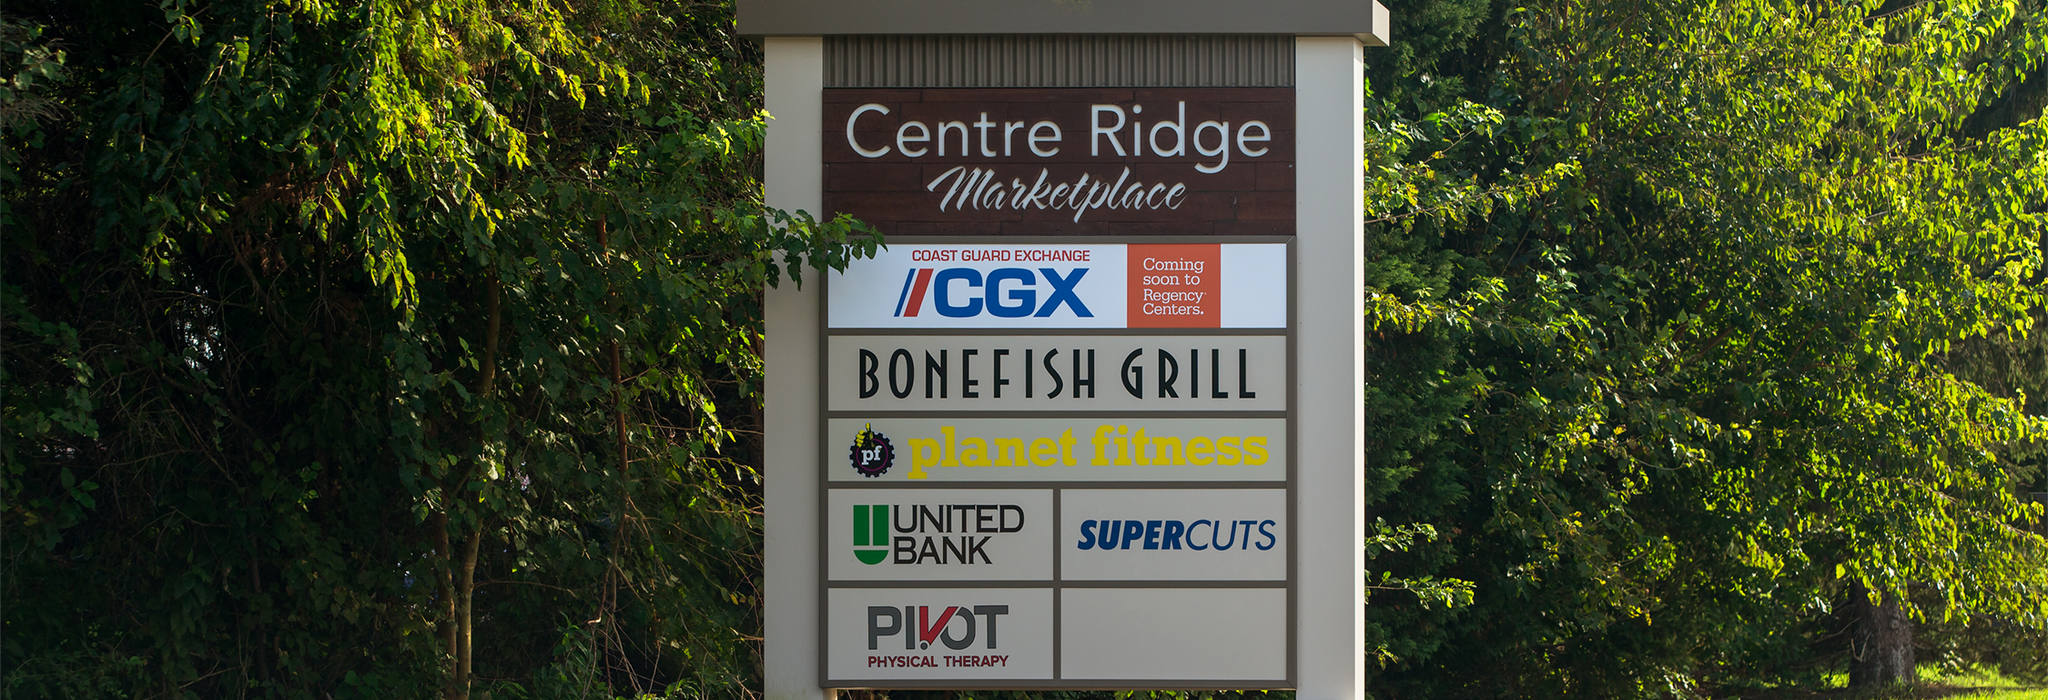 Centre Ridge
Marketplace
COAST GUARD EXCHANGE
CGX
Coming
soon to
Regency
Centers.
BONEFISH GRILL
pf planet fitness
UNITED
BANK
SUPERCUTS
PIVOT
PHYSICAL THERAPY